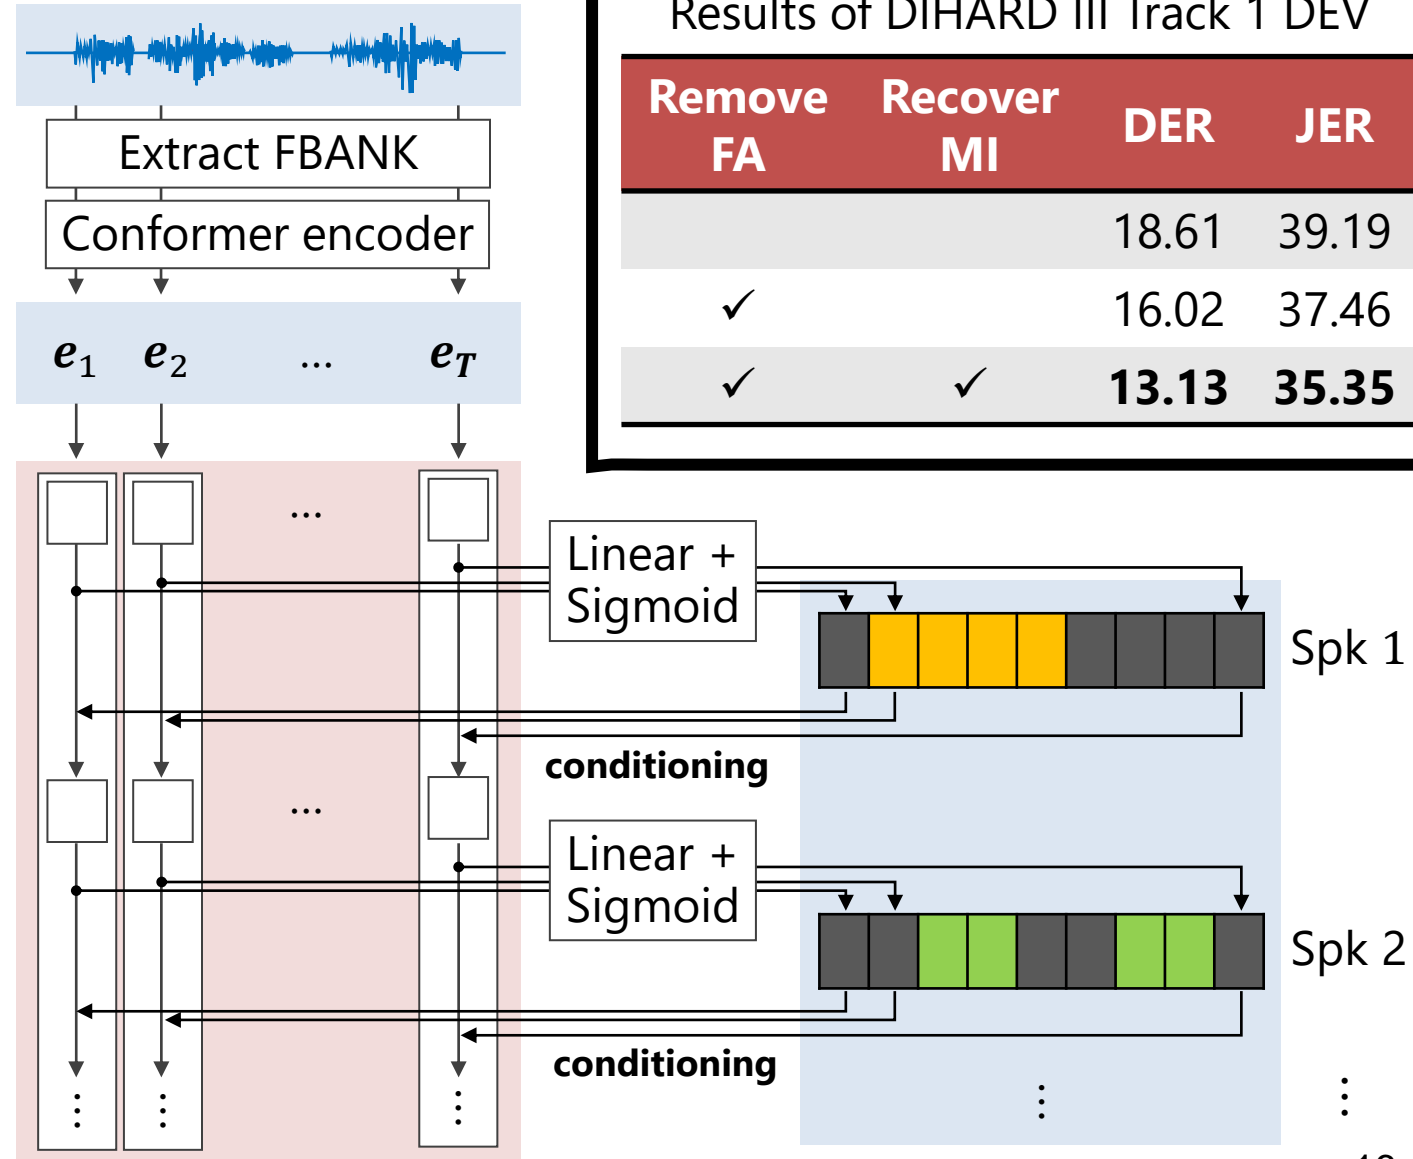 Results of DIHARD III Track 1 DEV
Remove FA Recover MI DER JER
18.61 39.19
✓ 16.02 37.46
✓ ✓ 13.13 35.35
Extract FBANK
Conformer encoder
e1 e2 ... eT
...
Linear +
Sigmoid
Spk 1
conditioning
...
Linear +
Sigmoid
Spk 2
conditioning
⋮ ⋮ ⋮ ⋮ ⋮